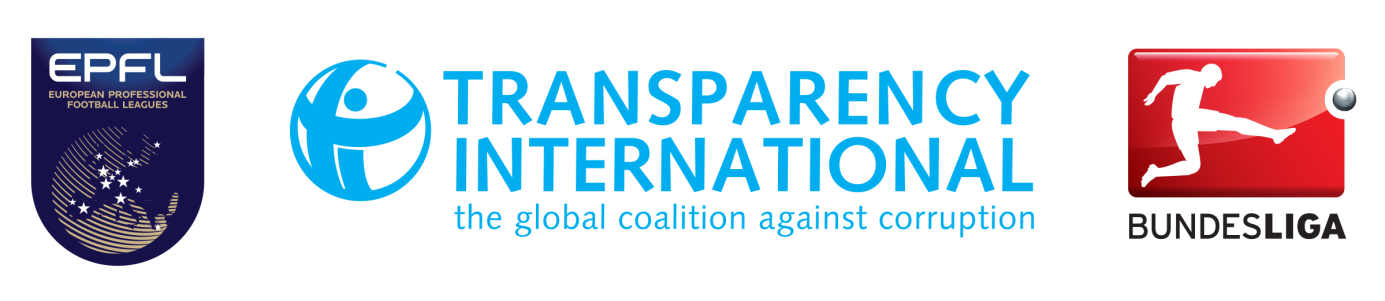 EPFL
EUROPEAN PROFESSIONAL
FOOTBALL LEAGUES
TRANSPARENCY
INTERNATIONAL
the global coalition against corruption
BUNDESLIGA